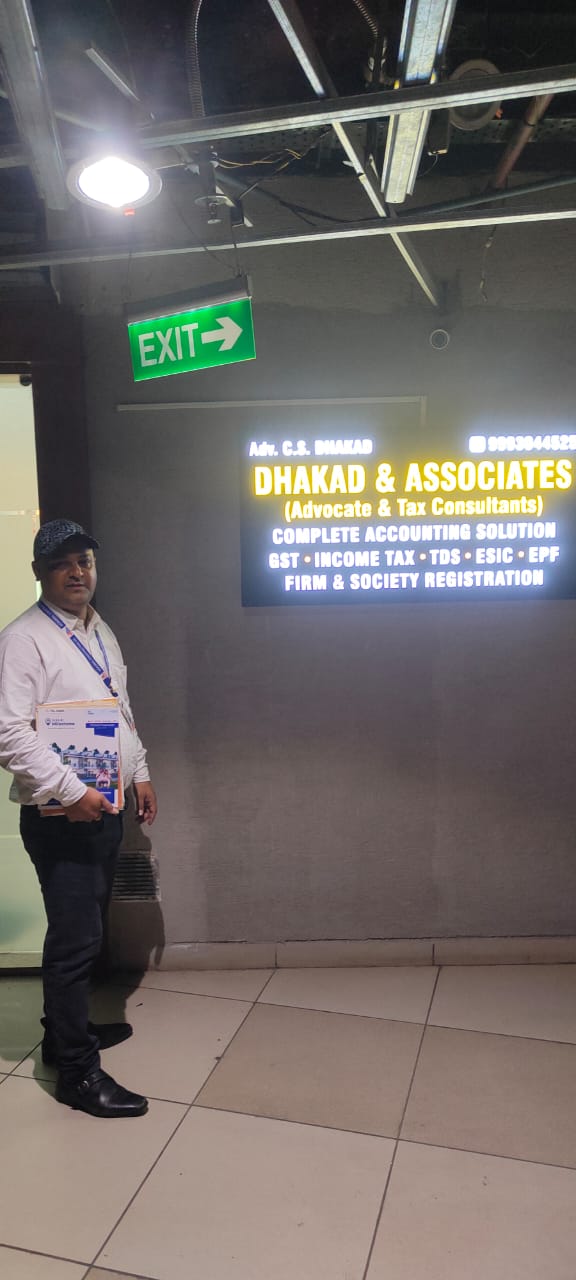 EXIT
Adv. C.S. DHAKAD
DHAKAD & ASSOCIATES
(Advocate & Tax Consultants)
COMPLETE ACCOUNTING SOLUTION
GST • INCOME TAX • TDS • ESIC • EPF
FIRM & SOCIETY REGISTRATION
Milestone